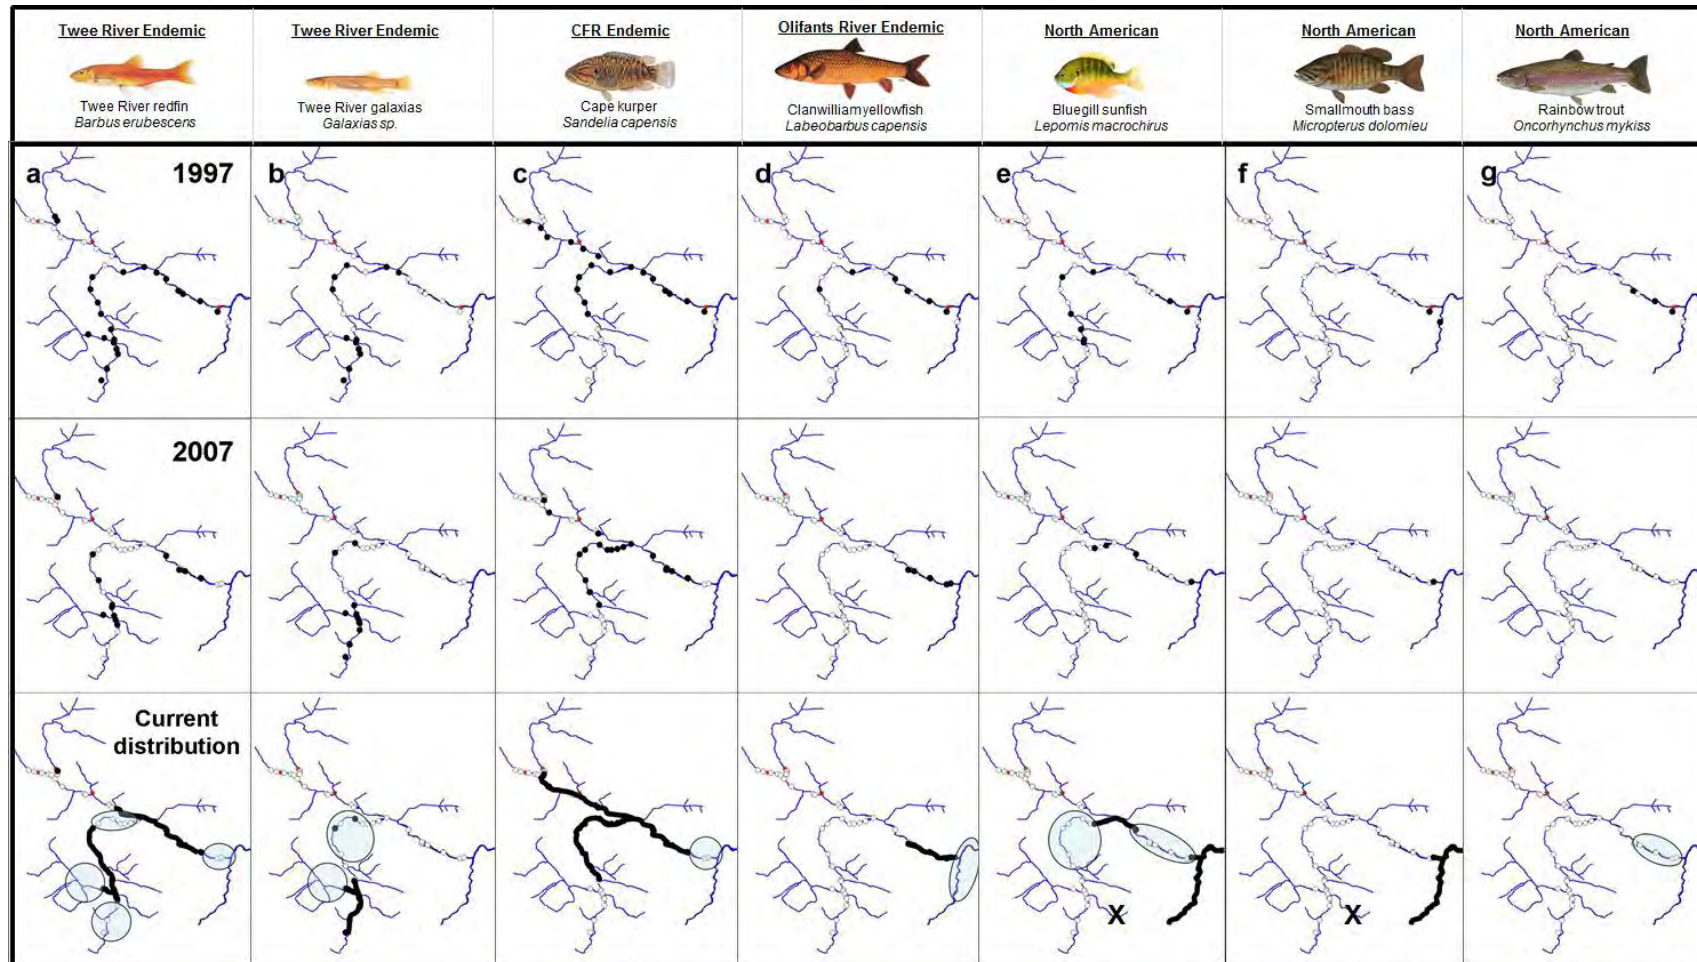 Twee River Endemic
Twee River redfin
Barbus erubescens
Twee River Endemic
Twee River galaxias
Galaxias sp.
CFR Endemic
Cape kurper
Sandelia capensis
Olifants River Endemic
Clanwilliamyellowfish
Labeobarbus capensis
North American
Bluegill sunfish
Lepomis macrochirus
North American
Smallmouth bass
Micropterus dolomieu
North American
Rainbow trout
Oncorhynchus mykiss
a 1997
b
c
d
e
f
g
2007
Current
distribution
X
X